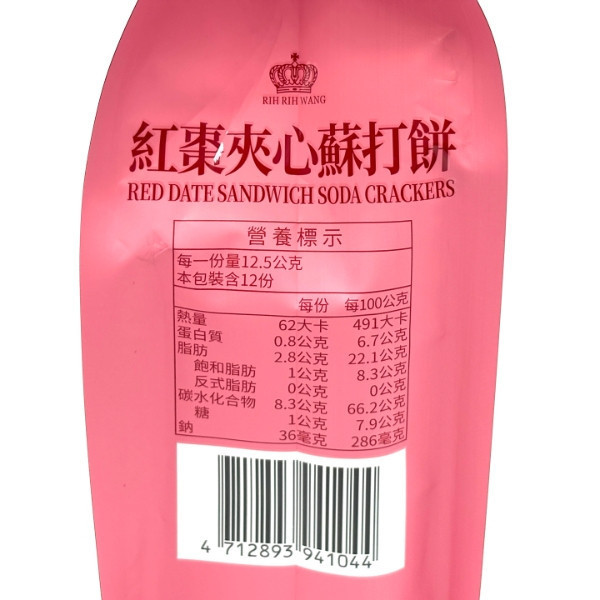 RIH RIH WANG
紅棗夾心蘇打餅
RED DATE SANDWICH SODA CRACKERS
營養標示
每一份量12.5公克
本包裝含12份
每份 每100公克
熱量 62大卡 491大卡
蛋白質 0.8公克 6.7公克
脂肪 2.8公克 22.1公克
飽和脂肪 1公克 8.3公克
反式脂肪 0公克 0公克
碳水化合物 8.3公克 66.2公克
糖 1公克 7.9公克
鈉 36毫克 286毫克
4 712893 941044